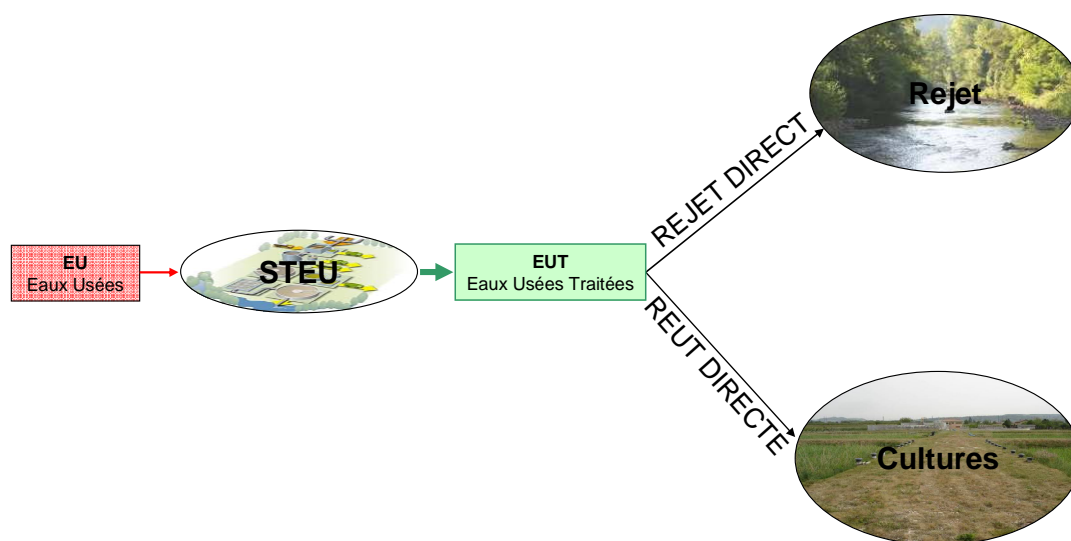 Rejet
REJET DIRECT
EU
Eaux Usées
STEU
EUT
Eaux Usées Traitées
REUT DIRECTE
Cultures